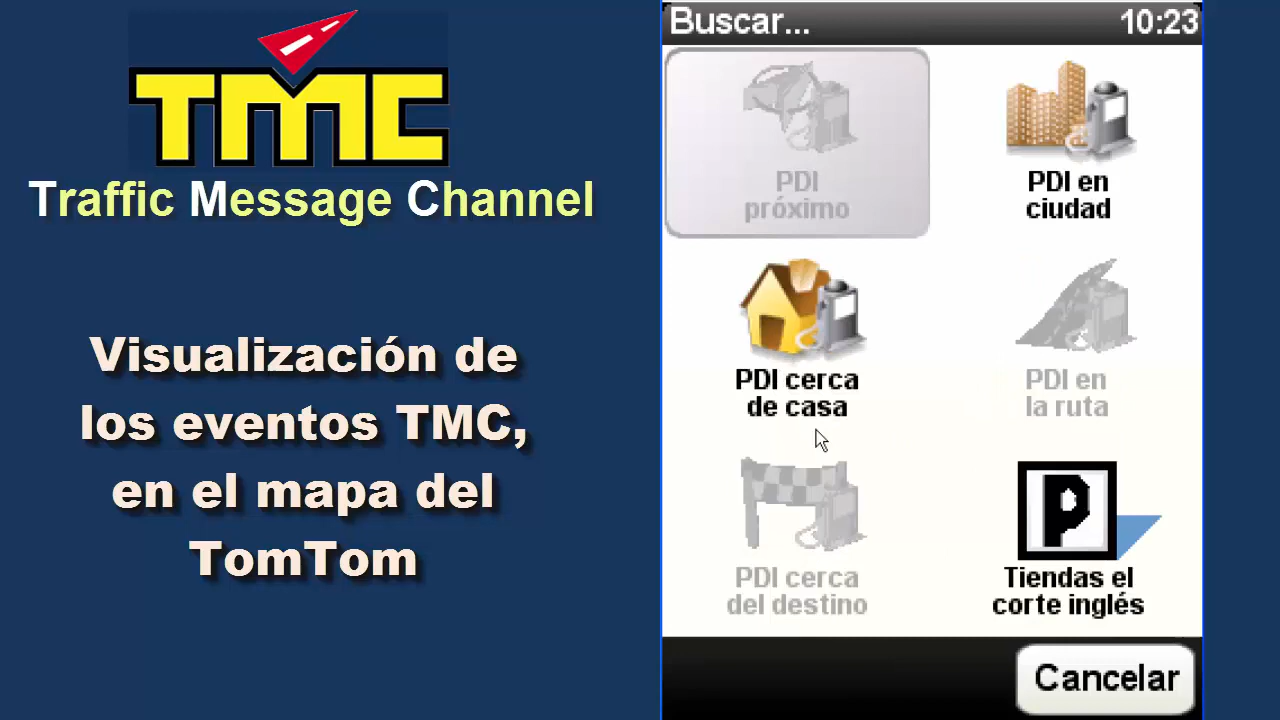 TMC
Traffic Message Channel
Visualización de
los eventos TMC,
en el mapa del
TomTom
Buscar...
10:23
PDI
próximo
PDI en
ciudad
PDI cerca
de casa
PDI en
la ruta
PDI cerca
del destino
P
Tiendas el
corte inglés
Cancelar